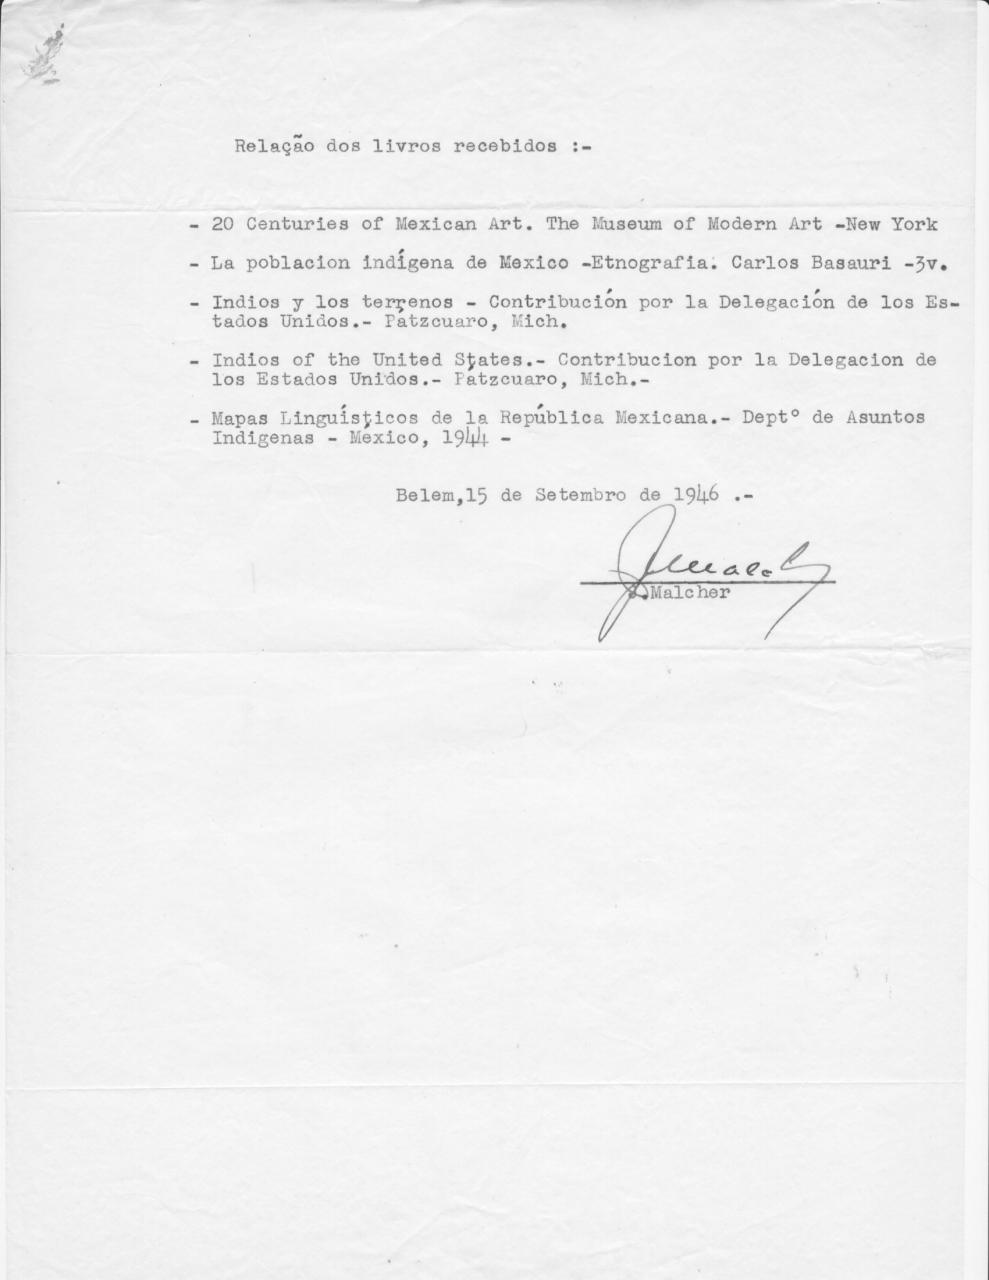 Relação dos livros recebidos :-
- 20 Centuries of Mexican Art. The Museum of Modern Art -New York
- La poblacion indígena de Mexico -Etnografia. Carlos Basauri -3v.
- Indios y los terrenos - Contribución por la Delegación de los Es-
tados Unidos.- Pátzcuaro, Mich.
- Indios of the United States.- Contribucion por la Delegacion de
los Estados Unidos.- Patzcuaro, Mich.-
- Mapas Linguísticos de la República Mexicana.- Deptº de Asuntos
Indigenas - Mexico, 1944 -
Belem,15 de Setembro de 1946 .-
Malcher